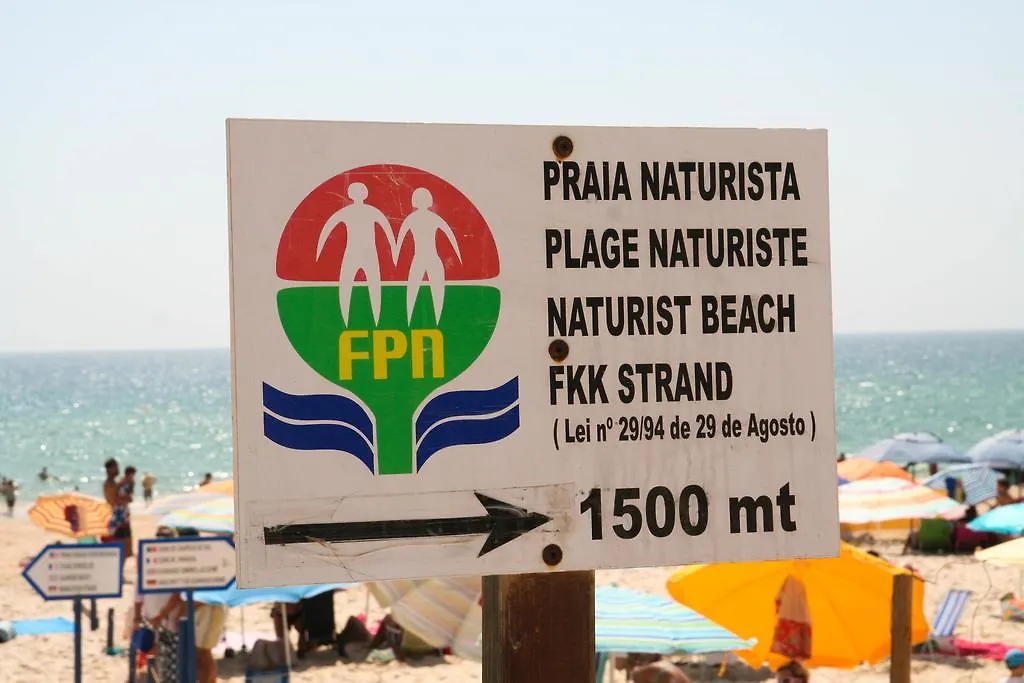 FPN
PRAIA NATURISTA
PLAGE NATURISTE
NATURIST BEACH
FKK STRAND
( Lei nº 29/94 de 29 de Agosto )
1500 mt